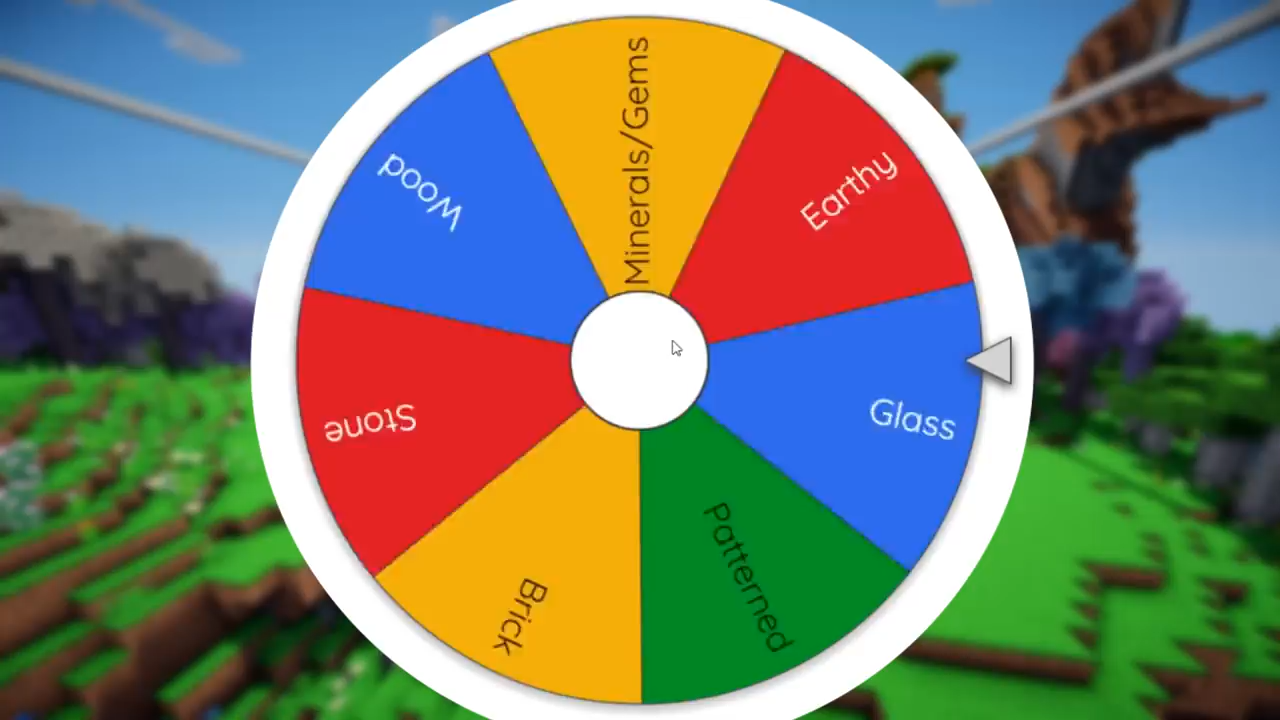 Minerals/Gems
Earthy
Wood
Glass
Stone
Patterned
Brick